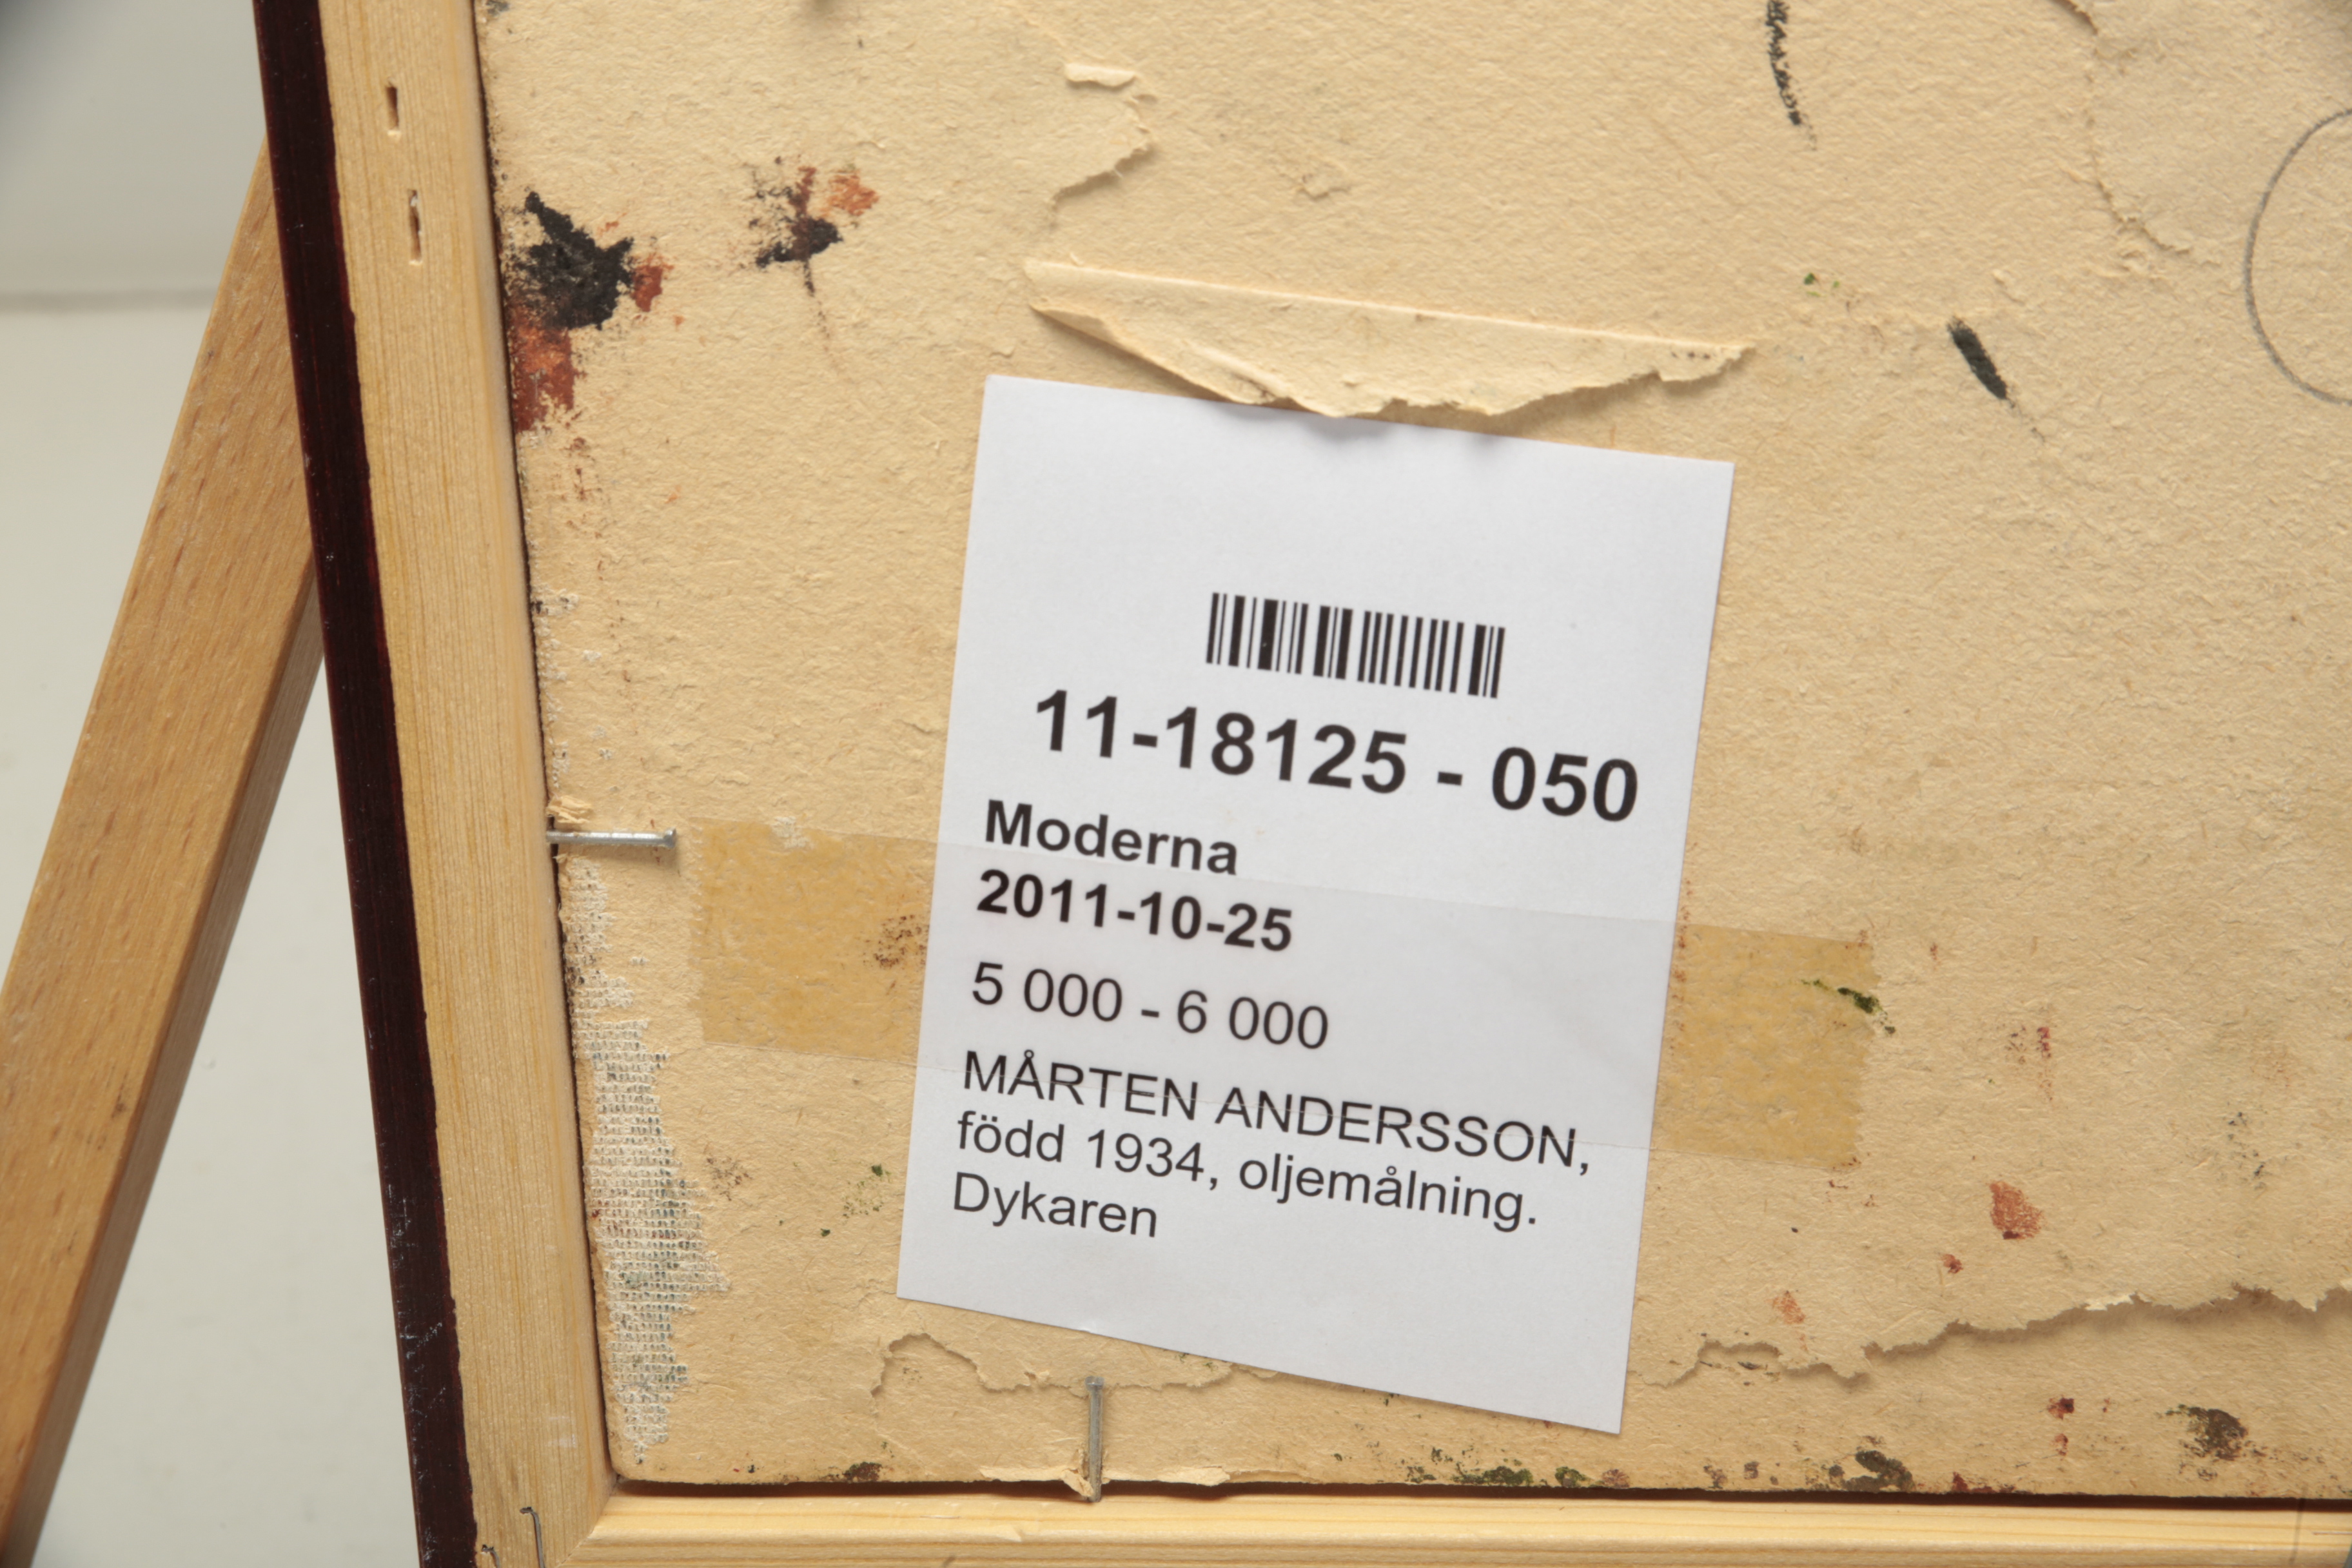 11-18125 - 050
Moderna
2011-10-25
5 000 - 6 000
MÅRTEN ANDERSSON,
född 1934, oljemålning.
Dykaren